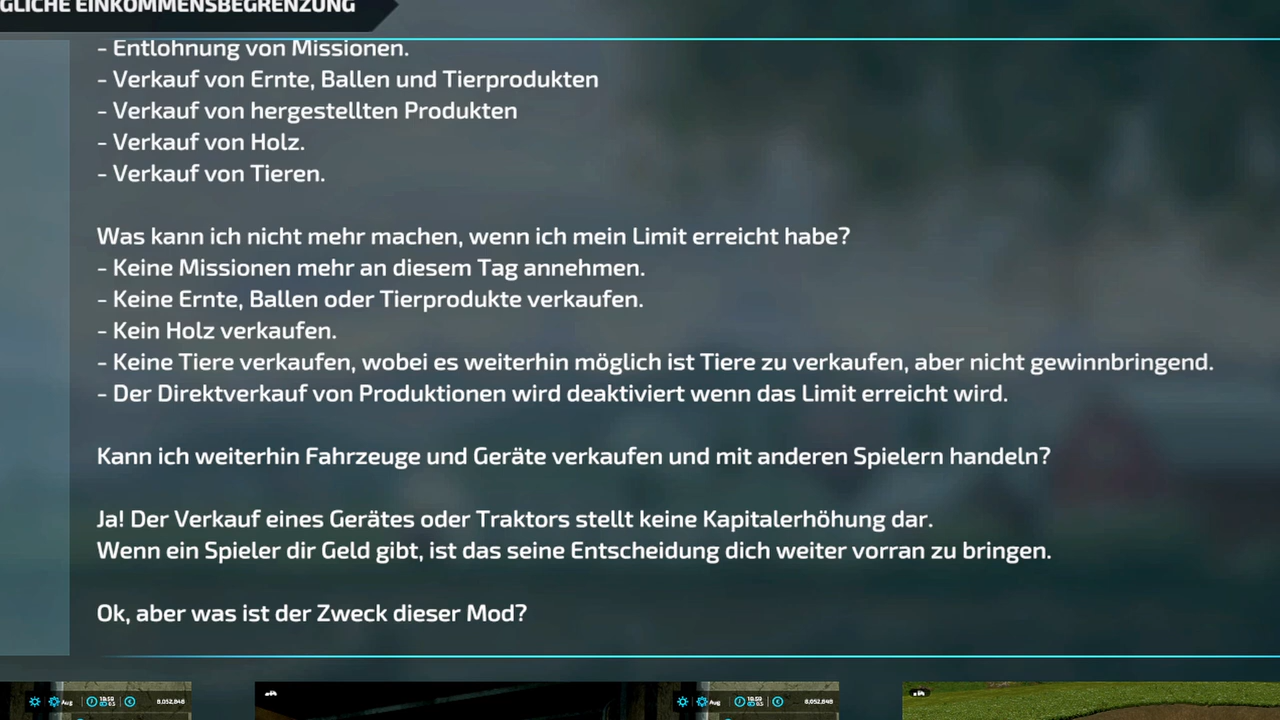 GLICHE EINKOMMENSBEGRENZUNG
- Entlohnung von Missionen.
- Verkauf von Ernte, Ballen und Tierprodukten
- Verkauf von hergestellten Produkten
- Verkauf von Holz.
- Verkauf von Tieren.
Was kann ich nicht mehr machen, wenn ich mein Limit erreicht habe?
- Keine Missionen mehr an diesem Tag annehmen.
- Keine Ernte, Ballen oder Tierprodukte verkaufen.
- Kein Holz verkaufen.
- Keine Tiere verkaufen, wobei es weiterhin möglich ist Tiere zu verkaufen, aber nicht gewinnbringend.
- Der Direktverkauf von Produktionen wird deaktiviert wenn das Limit erreicht wird.
Kann ich weiterhin Fahrzeuge und Geräte verkaufen und mit anderen Spielern handeln?
Ja! Der Verkauf eines Gerätes oder Traktors stellt keine Kapitalerhöhung dar.
Wenn ein Spieler dir Geld gibt, ist das seine Entscheidung dich weiter vorran zu bringen.
Ok, aber was ist der Zweck dieser Mod?
Aug Aug